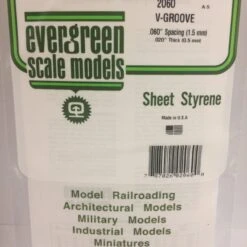 2060 A5
V-GROOVE
.060" Spacing (1.5 mm)
.020" Thick (0.5 mm)
evergreen
scale models
Sheet Styrene
Made in U.S.A
Model Railroading
Architectural Models
Military Models
Industrial Models
Miniatures